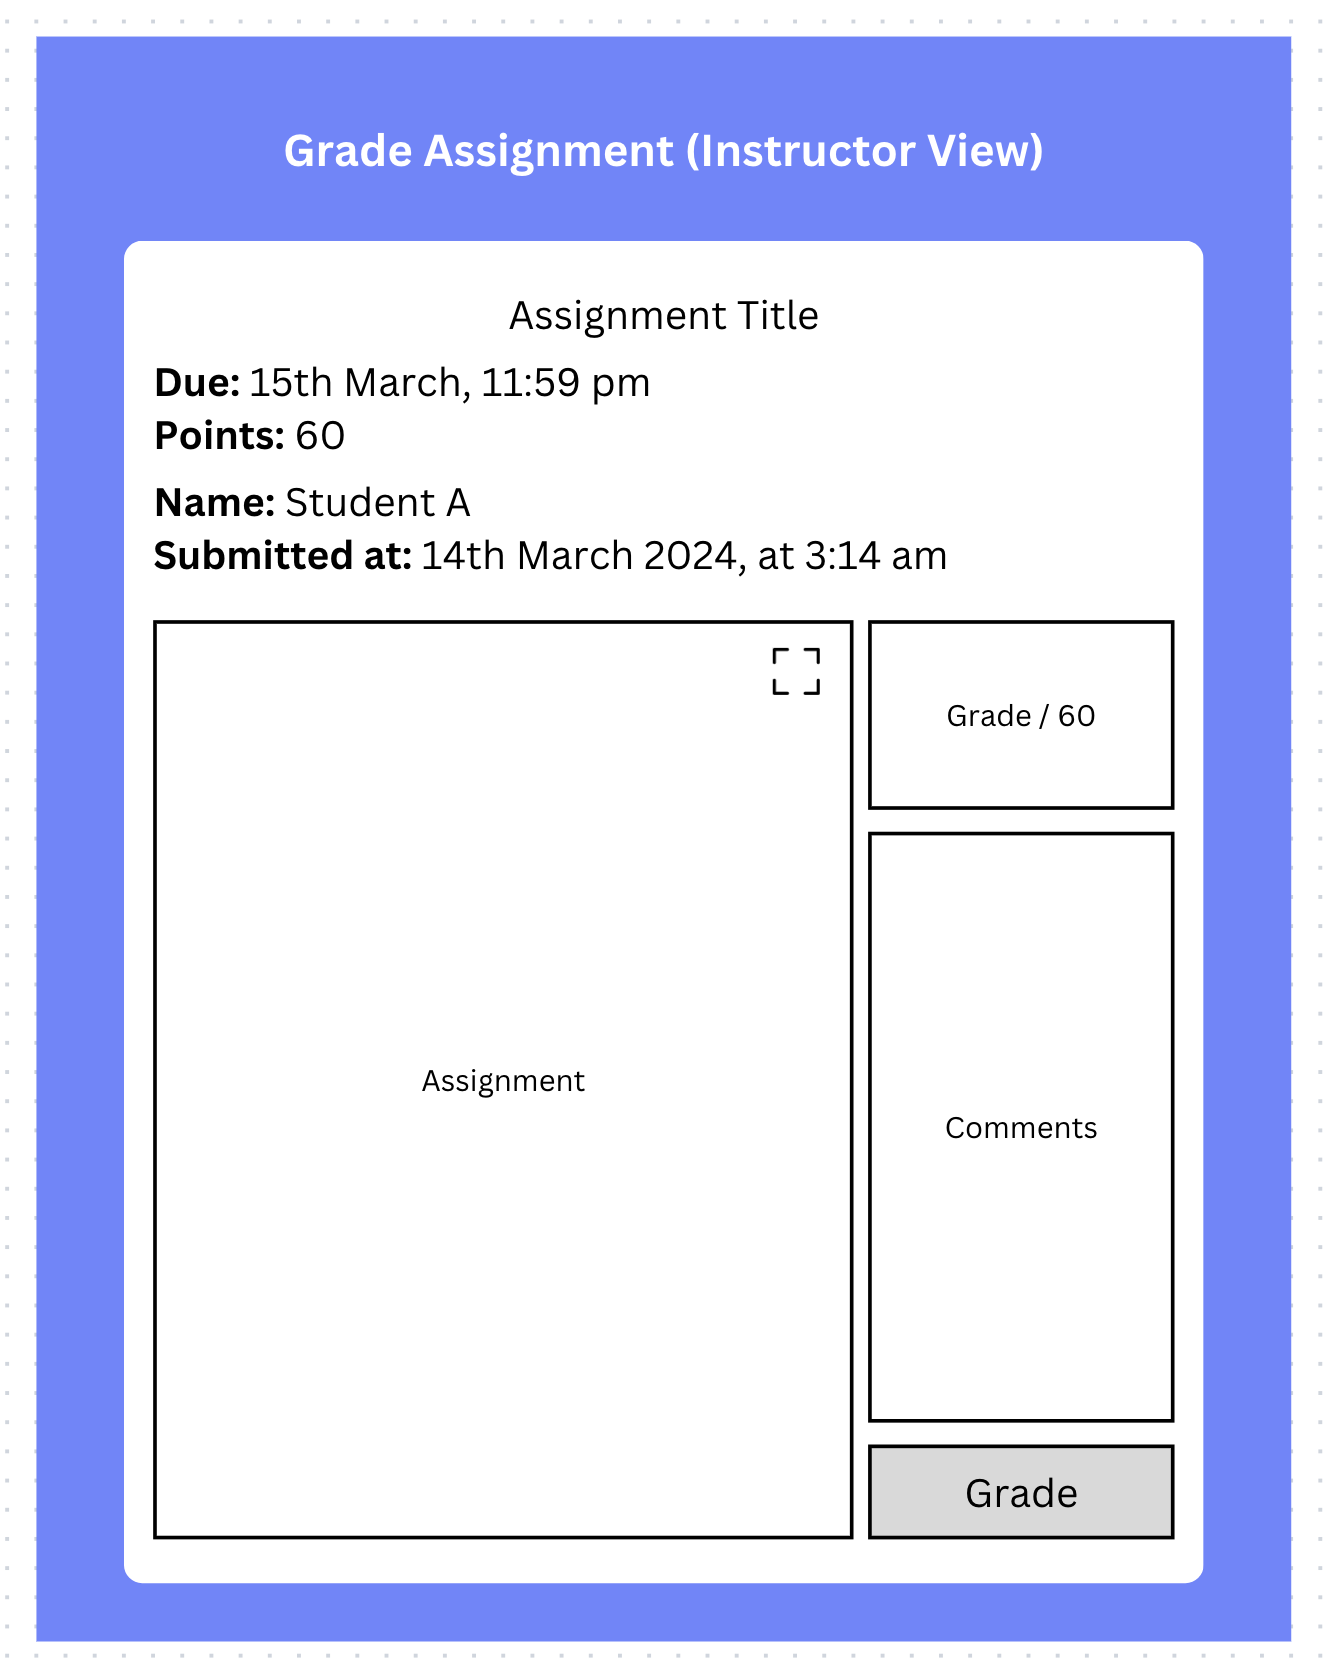 Grade Assignment (Instructor View)
Assignment Title
Due: 15th March, 11:59 pm
Points: 60
Name: Student A
Submitted at: 14th March 2024, at 3:14 am
Grade / 60
Assignment
Comments
Grade